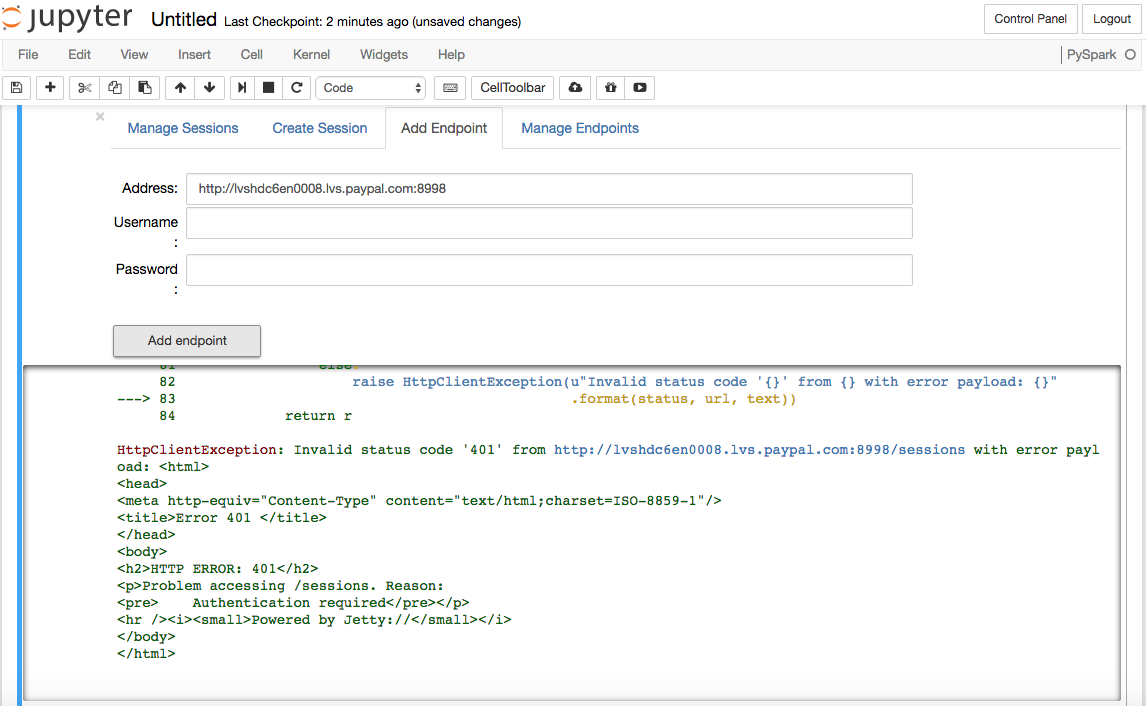 jupyter Untitled Last Checkpoint: 2 minutes ago (unsaved changes) Control Panel Logout
File Edit View Insert Cell Kernel Widgets Help PySpark
Code CellToolbar
× Manage Sessions Create Session Add Endpoint Manage Endpoints
Address: http://lvshdc6en0008.lvs.paypal.com:8998
Username
:
Password
:
Add endpoint
81 else:
82 raise HttpClientException(u"Invalid status code '{}' from {} with error payload: {}"
---> 83 .format(status, url, text))
84 return r
HttpClientException: Invalid status code '401' from http://lvshdc6en0008.lvs.paypal.com:8998/sessions with error payl
oad: <html>
<head>
<meta http-equiv="Content-Type" content="text/html;charset=ISO-8859-1"/>
<title>Error 401 </title>
</head>
<body>
<h2>HTTP ERROR: 401</h2>
<p>Problem accessing /sessions. Reason:
<pre>    Authentication required</pre></p>
<hr /><i><small>Powered by Jetty://</small></i>
</body>
</html>